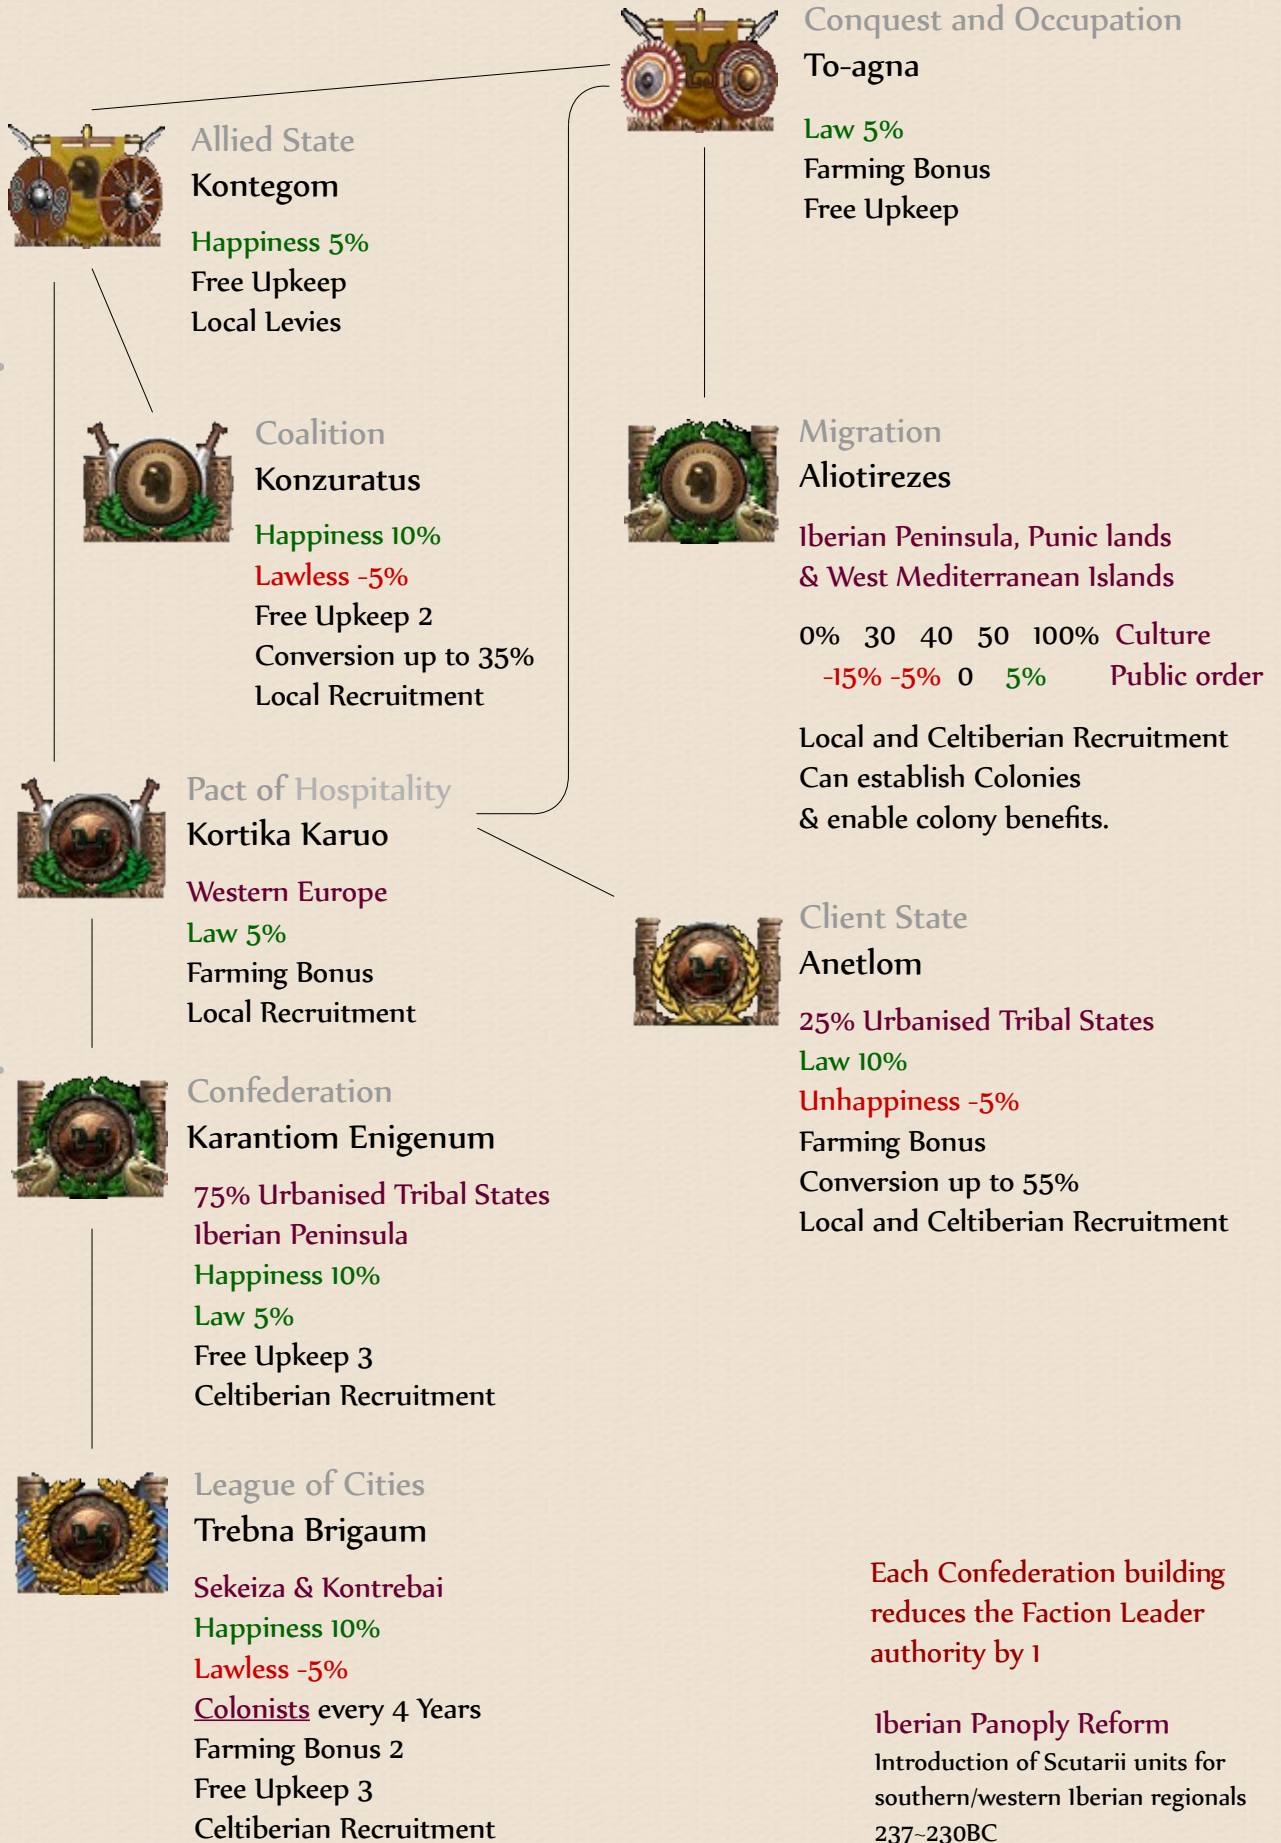 Conquest and Occupation
To-agna
Law 5%
Farming Bonus
Free Upkeep
Allied State
Kontegom
Happiness 5%
Free Upkeep
Local Levies
Coalition
Konzuratus
Happiness 10%
Lawless -5%
Free Upkeep 2
Conversion up to 35%
Local Recruitment
Migration
Aliotirezes
Iberian Peninsula, Punic lands
& West Mediterranean Islands
0% 30 40 50 100% Culture
-15% -5% 0 5% Public order
Local and Celtiberian Recruitment
Can establish Colonies
& enable colony benefits.
Pact of Hospitality
Kortika Karuo
Western Europe
Law 5%
Farming Bonus
Local Recruitment
Client State
Anetlom
25% Urbanised Tribal States
Law 10%
Unhappiness -5%
Farming Bonus
Conversion up to 55%
Local and Celtiberian Recruitment
Confederation
Karantiom Enigenum
75% Urbanised Tribal States
Iberian Peninsula
Happiness 10%
Law 5%
Free Upkeep 3
Celtiberian Recruitment
League of Cities
Trebna Brigaum
Sekeiza & Kontrebai
Happiness 10%
Lawless -5%
Colonists every 4 Years
Farming Bonus 2
Free Upkeep 3
Celtiberian Recruitment
Each Confederation building
reduces the Faction Leader
authority by 1
Iberian Panoply Reform
Introduction of Scutarii units for
southern/western Iberian regionals
237~230BC